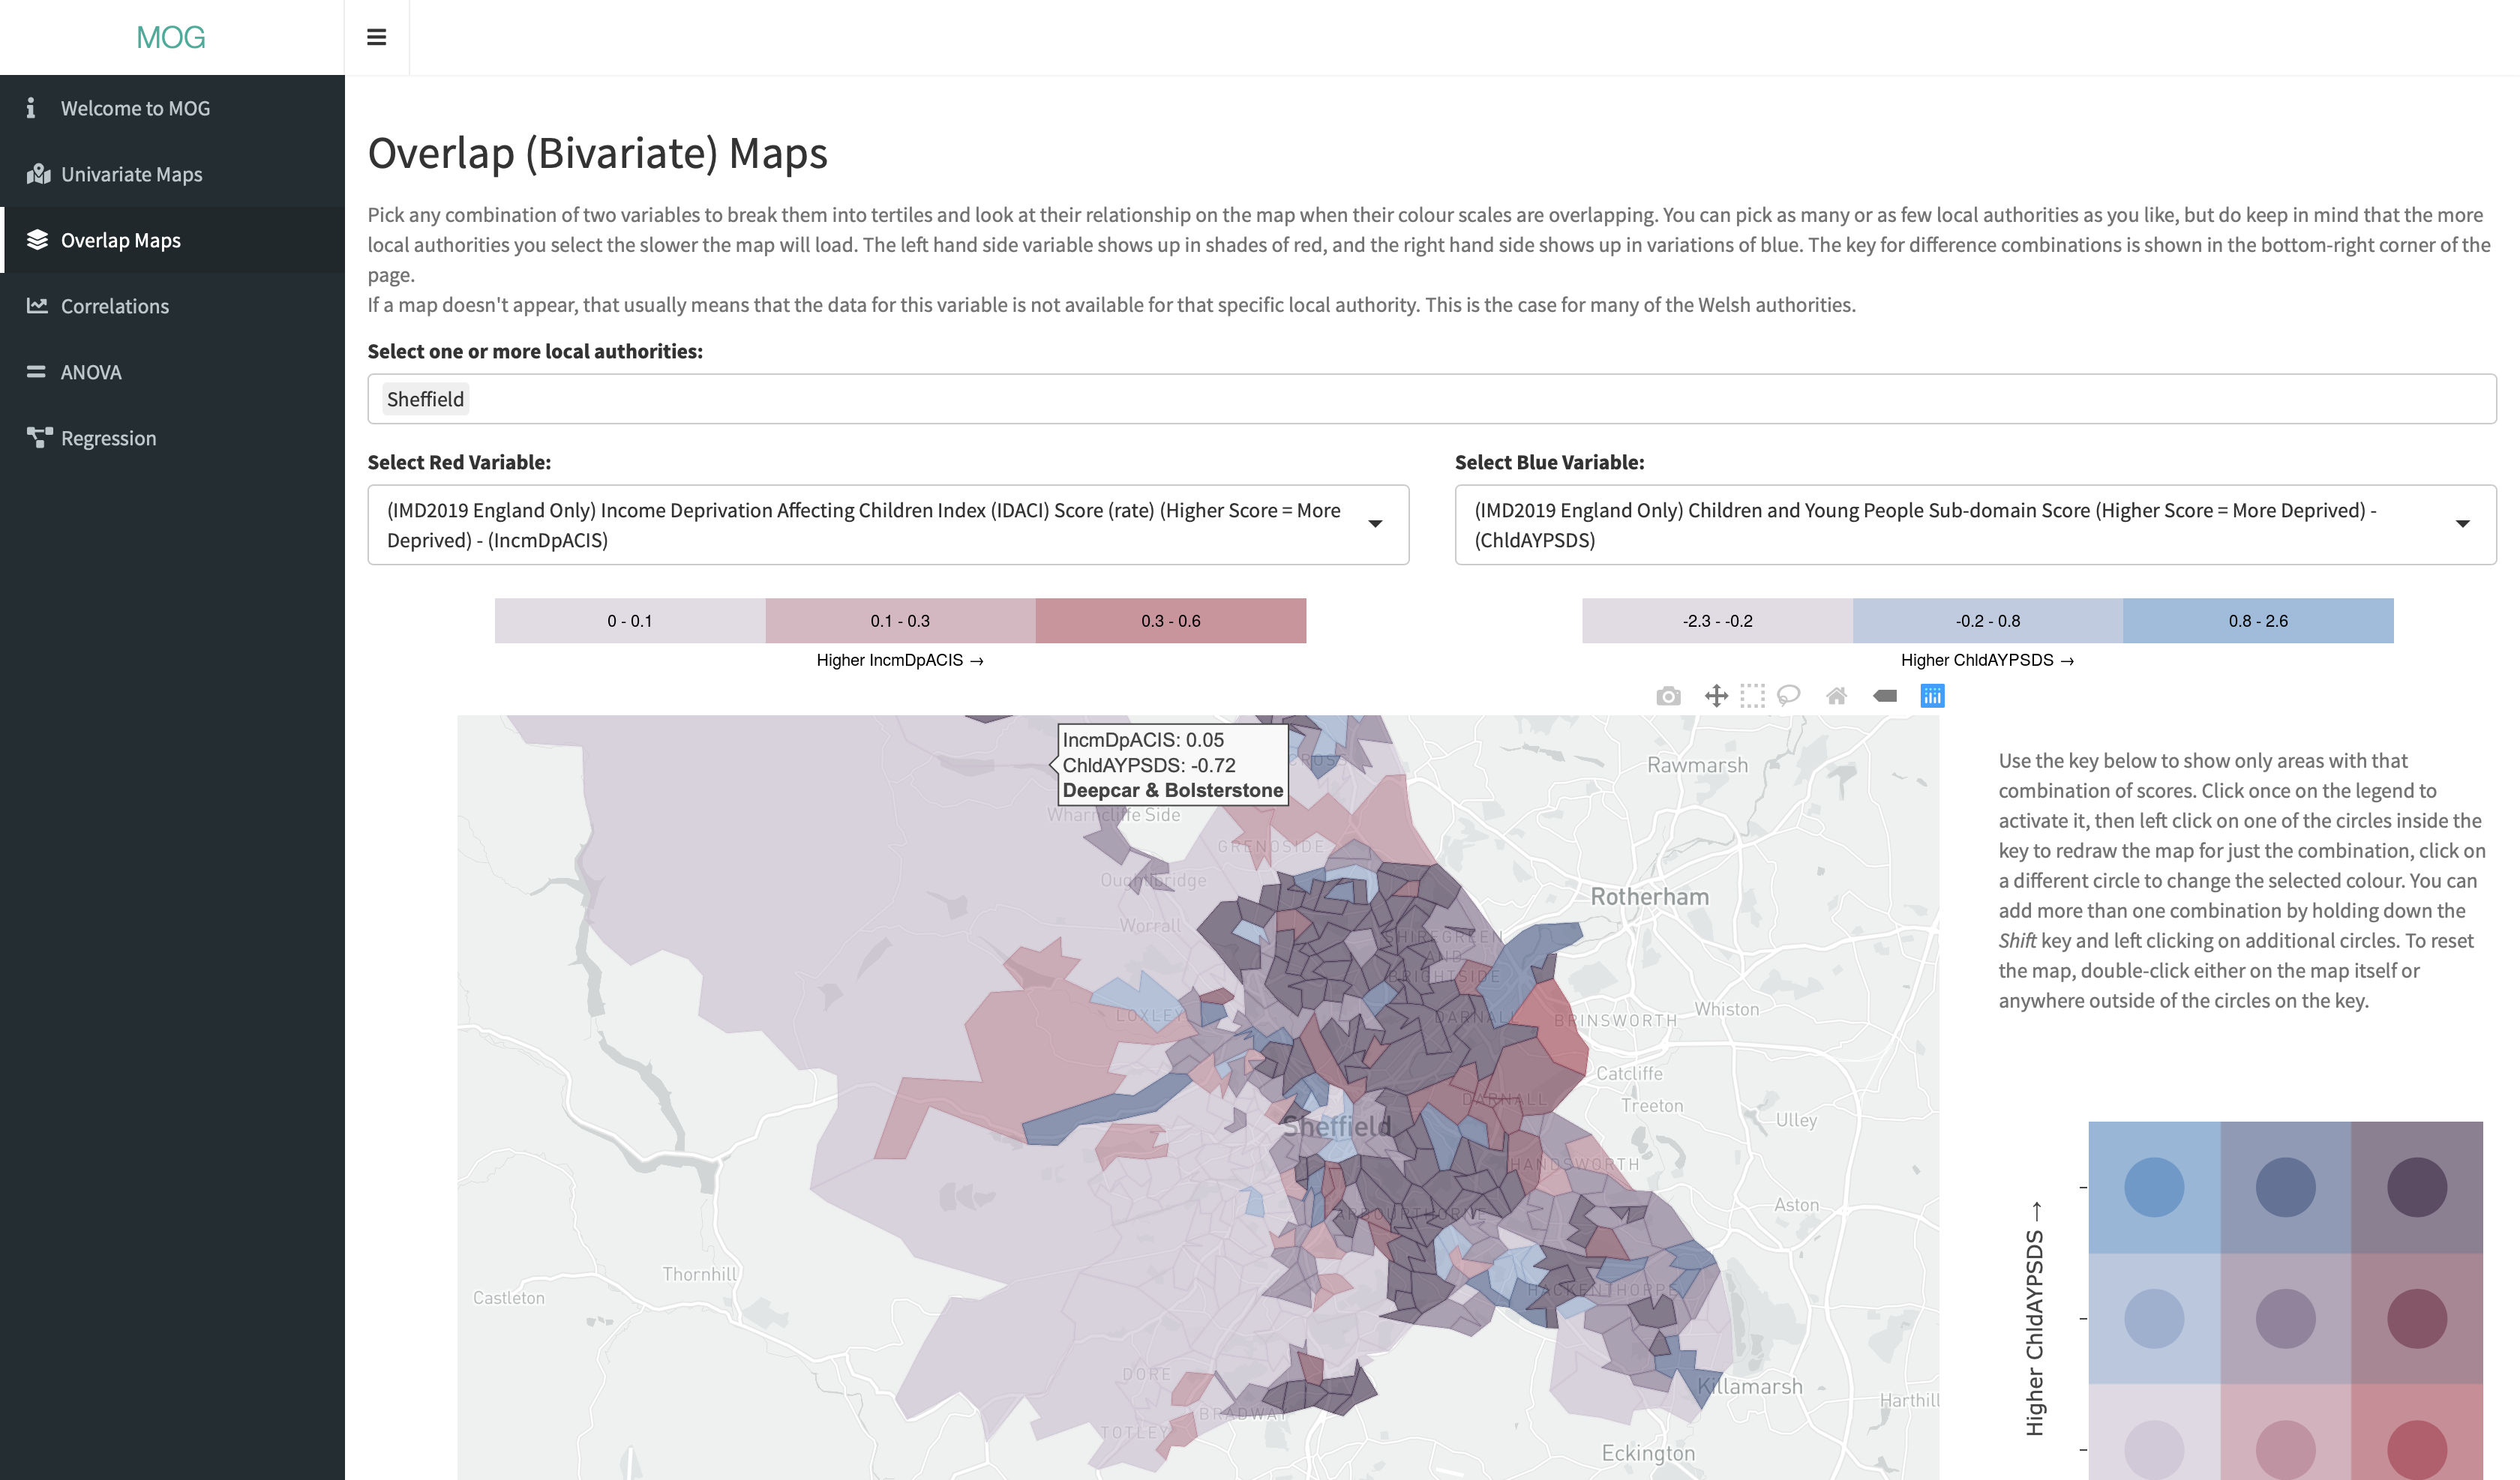 MOG
Welcome to MOG
Univariate Maps
Overlap Maps
Correlations
ANOVA
Regression
Overlap (Bivariate) Maps
Pick any combination of two variables to break them into tertiles and look at their relationship on the map when their colour scales are overlapping. You can pick as many or as few local authorities as you like, but do keep in mind that the more
local authorities you select the slower the map will load. The left hand side variable shows up in shades of red, and the right hand side shows up in variations of blue. The key for difference combinations is shown in the bottom-right corner of the
page.
If a map doesn't appear, that usually means that the data for this variable is not available for that specific local authority. This is the case for many of the Welsh authorities.
Select one or more local authorities:
Sheffield
Select Red Variable:
(IMD2019 England Only) Income Deprivation Affecting Children Index (IDACI) Score (rate) (Higher Score = More
Deprived) - (IncmDpACIS)
Select Blue Variable:
(IMD2019 England Only) Children and Young People Sub-domain Score (Higher Score = More Deprived) -
(ChldAYPSDS)
0 - 0.1
0.1 - 0.3
0.3 - 0.6
Higher IncmDpACIS →
-2.3 - -0.2
-0.2 - 0.8
0.8 - 2.6
Higher ChldAYPSDS →
IncmDpACIS: 0.05
ChldAYPSDS: -0.72
Deepcar & Bolsterstone
Rawmarsh
Wharncliffe Side
GRENOSIDE
Oughtibridge
Rotherham
Worrall
SHIREGREEN
AND
BRIGHTSIDE
LOXLEY
DARNALL
BRINSWORTH
Whiston
Catcliffe
Treeton
DARNALL
Ulley
Sheffield
HANDSWORTH
Aston
ARBOURTHORNE
Thornhill
Castleton
HACKENTHORPE
DORE
Killamarsh
Harthill
BRADWAY
TOTLEY
Eckington
Use the key below to show only areas with that
combination of scores. Click once on the legend to
activate it, then left click on one of the circles inside the
key to redraw the map for just the combination, click on
a different circle to change the selected colour. You can
add more than one combination by holding down the
Shift key and left clicking on additional circles. To reset
the map, double-click either on the map itself or
anywhere outside of the circles on the key.
Higher ChldAYPSDS →